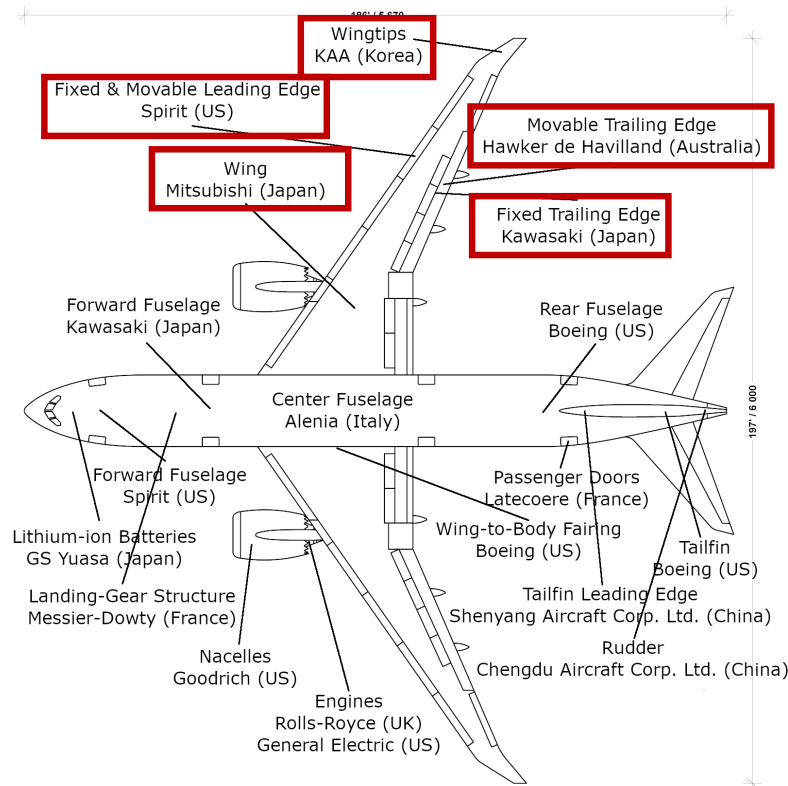 186' / 5 670
Wingtips
KAA (Korea)
Fixed & Movable Leading Edge
Spirit (US)
Movable Trailing Edge
Hawker de Havilland (Australia)
Wing
Mitsubishi (Japan)
Fixed Trailing Edge
Kawasaki (Japan)
Forward Fuselage
Kawasaki (Japan)
Rear Fuselage
Boeing (US)
Center Fuselage
Alenia (Italy)
197' / 6 000
Forward Fuselage
Spirit (US)
Passenger Doors
Latecoere (France)
Lithium-ion Batteries
GS Yuasa (Japan)
Wing-to-Body Fairing
Boeing (US)
Tailfin
Boeing (US)
Landing-Gear Structure
Messier-Dowty (France)
Tailfin Leading Edge
Shenyang Aircraft Corp. Ltd. (China)
Nacelles
Goodrich (US)
Rudder
Chengdu Aircraft Corp. Ltd. (China)
Engines
Rolls-Royce (UK)
General Electric (US)